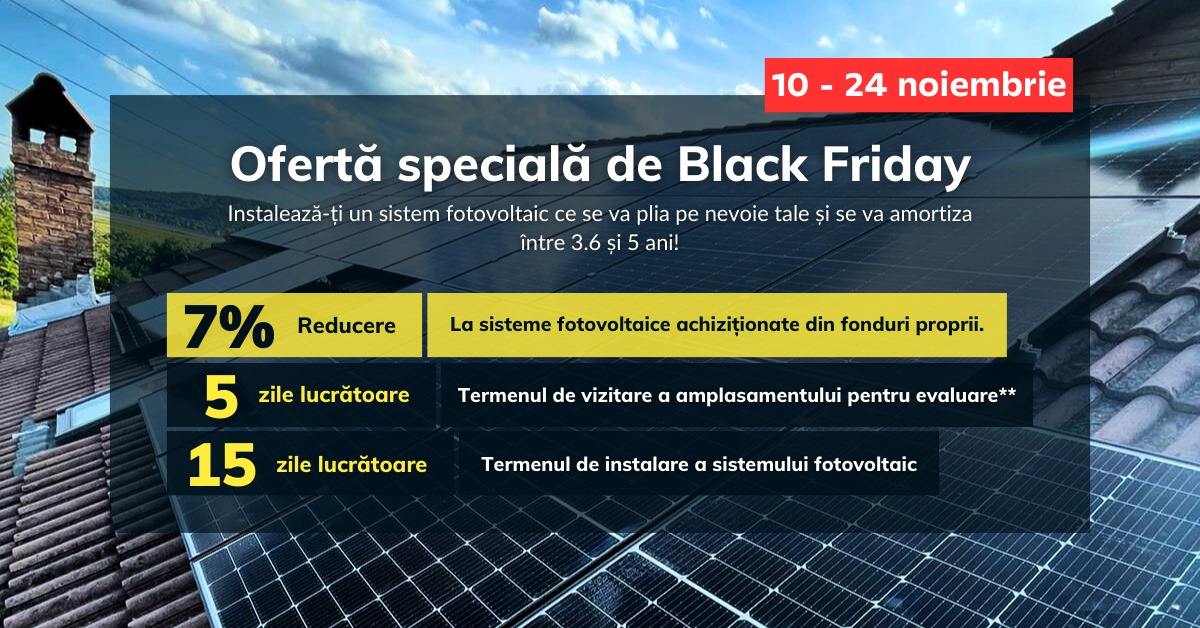 10 - 24 noiembrie
Ofertă specială de Black Friday
Instalează-ți un sistem fotovoltaic ce se va plia pe nevoie tale și se va amortiza
între 3.6 și 5 ani!
7% Reducere La sisteme fotovoltaice achiziționate din fonduri proprii.
5 zile lucrătoare Termenul de vizitare a amplasamentului pentru evaluare**
15 zile lucrătoare Termenul de instalare a sistemului fotovoltaic